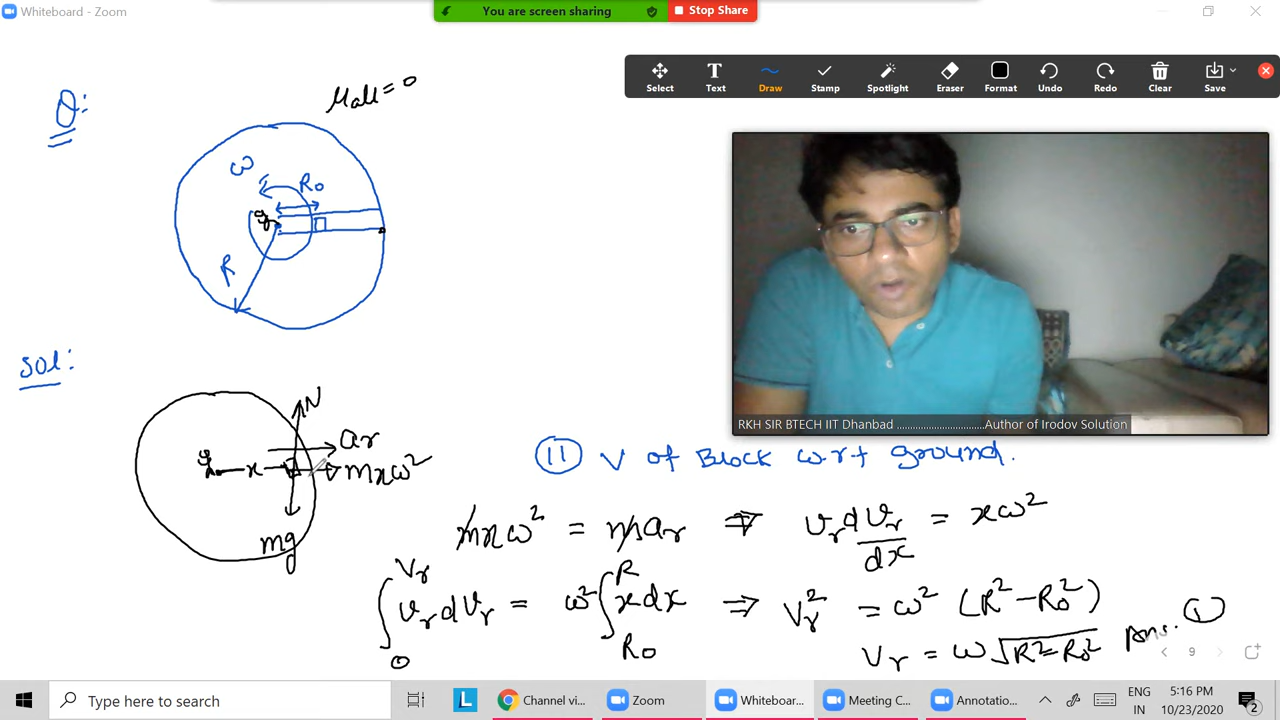 Whiteboard - Zoom
You are screen sharing
Stop Share
Select
Text
Draw
Stamp
Spotlight
Eraser
Format
Undo
Redo
Clear
Save
Q:
μall = 0
ω
R₀
R
RKH SIR BTECH IIT Dhanbad ..............................Author of Irodov Solution
Sol:
N
ar
x
mxω²
mg
(11) V of Block w.r.t ground.
mxω² = m ar ⇒ vr dvr/dx = xω²
∫₀^Vr vr dvr = ω² ∫_R₀^R x dx ⇒ Vr² = ω² (R² − R₀²)
Vr = ω √R² − R₀² Ans. (1)
9
Type here to search
Channel vi...
Zoom
Whiteboar...
Meeting C...
Annotatio...
ENG
IN
5:16 PM
10/23/2020
2